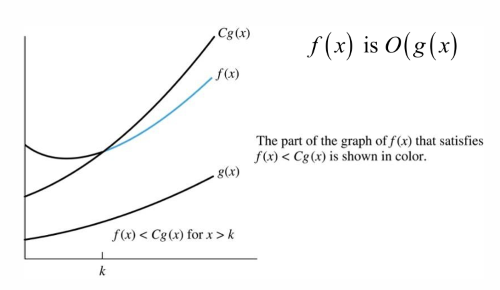 Cg(x)
f(x) is O(g(x)
f(x)
The part of the graph of f(x) that satisfies
f(x) < Cg(x) is shown in color.
g(x)
f(x) < Cg(x) for x > k
k